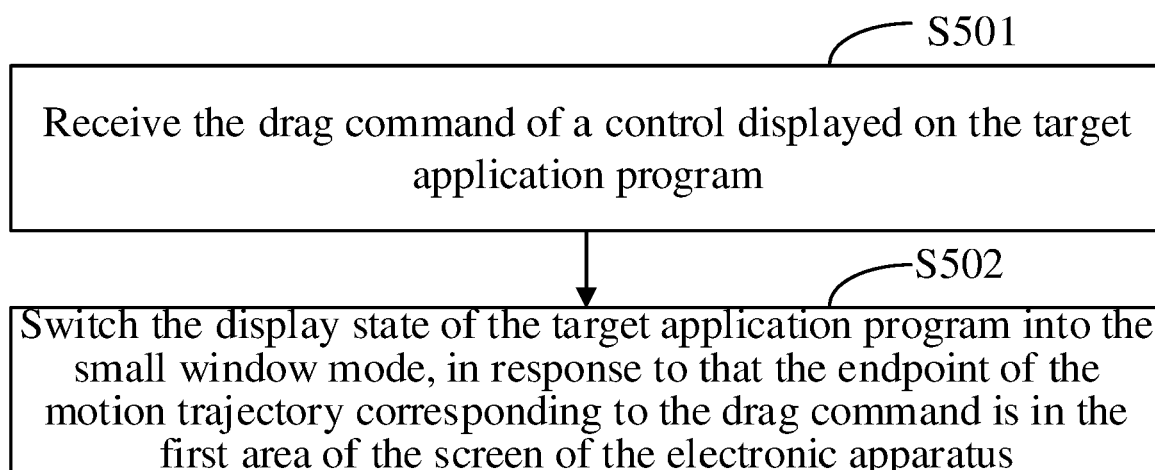 S501
Receive the drag command of a control displayed on the target
application program
S502
Switch the display state of the target application program into the
small window mode, in response to that the endpoint of the
motion trajectory corresponding to the drag command is in the
first area of the screen of the electronic apparatus